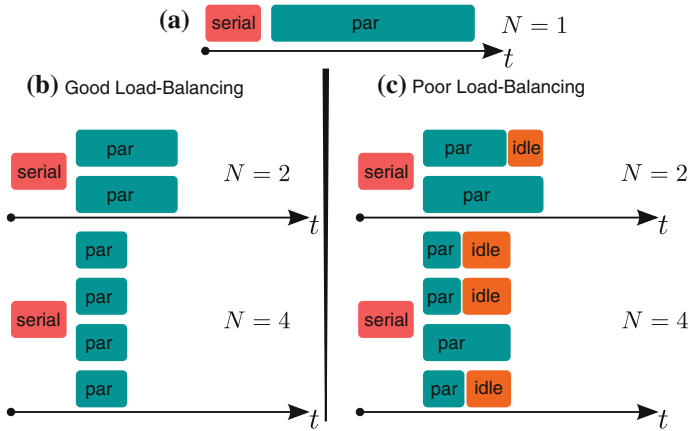 (a) serial par N = 1
t
(b) Good Load-Balancing
par
serial N = 2
par
t
par
par
serial N = 4
par
par
t
(c) Poor Load-Balancing
par idle
serial N = 2
par
t
par idle
par idle
serial N = 4
par
par idle
t